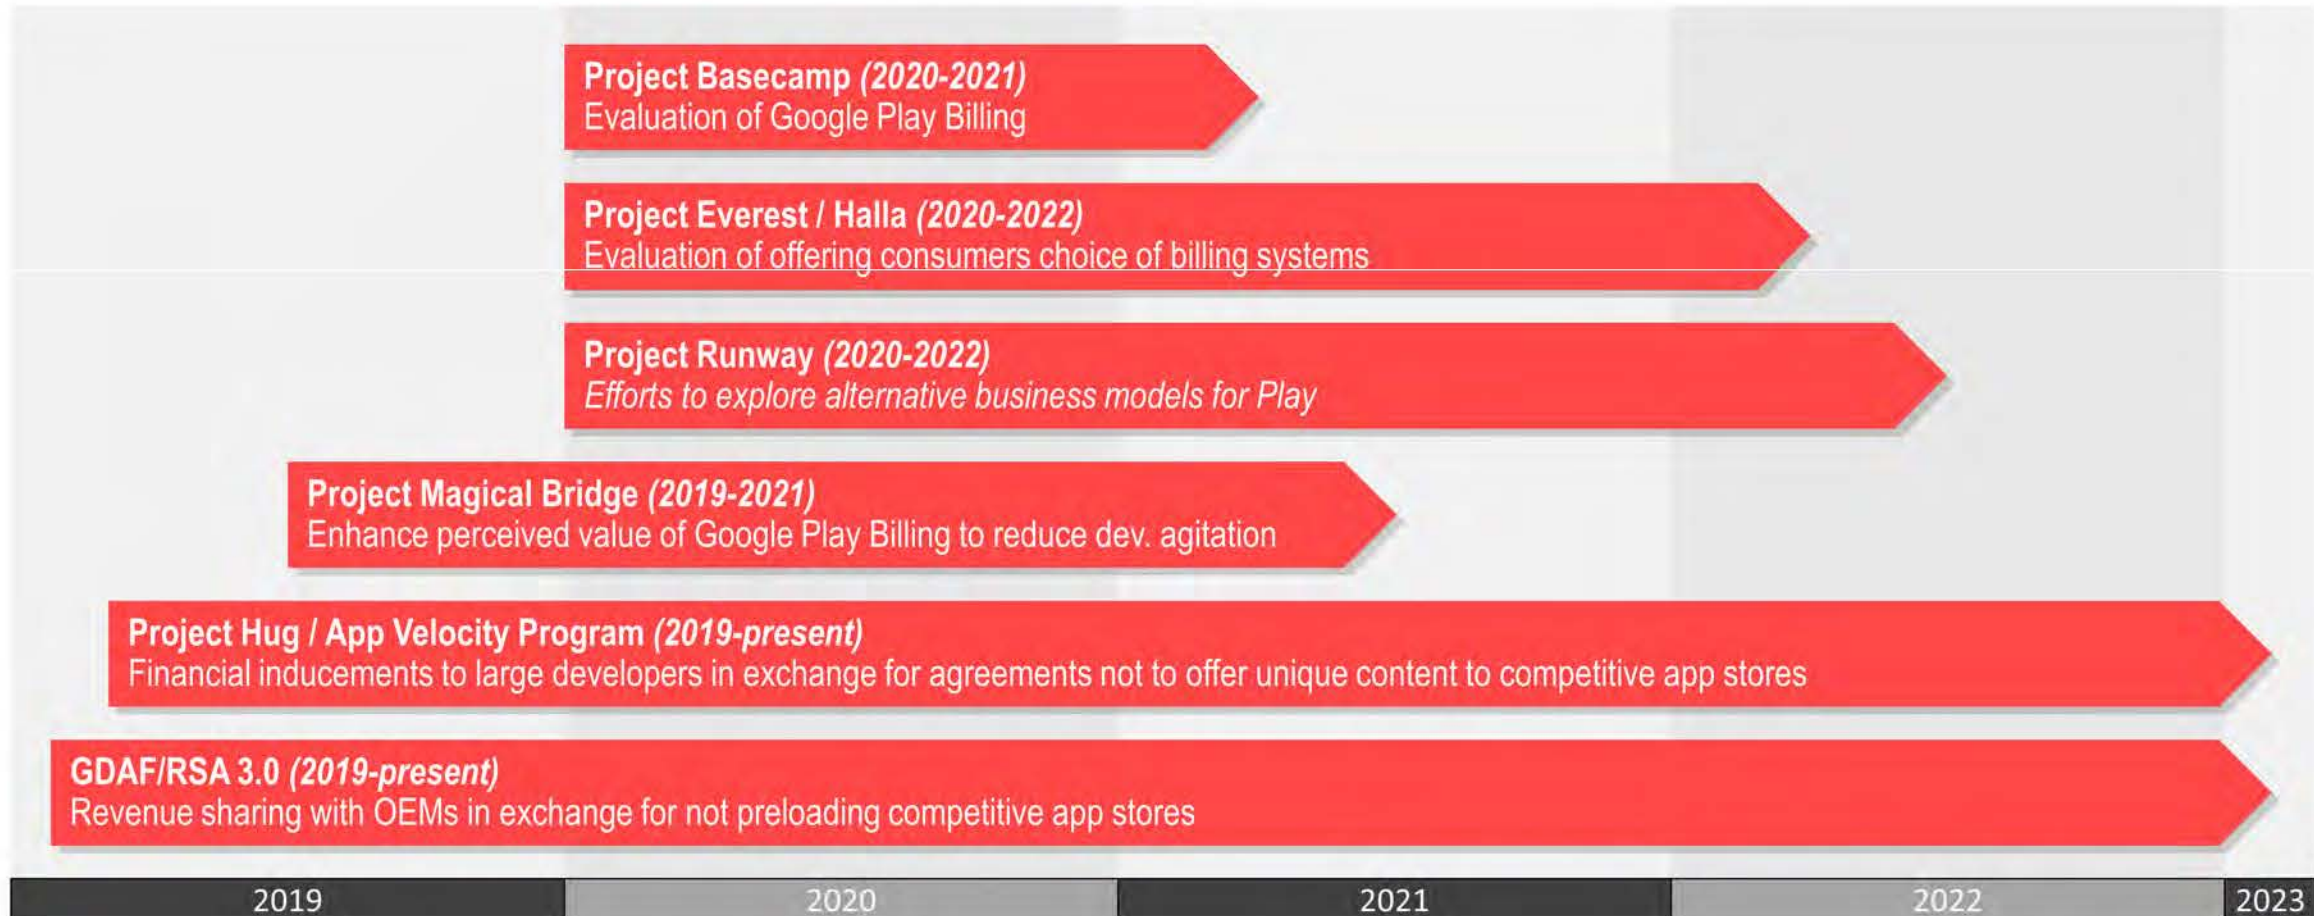 Project Basecamp (2020-2021)
Evaluation of Google Play Billing
Project Everest / Halla (2020-2022)
Evaluation of offering consumers choice of billing systems
Project Runway (2020-2022)
Efforts to explore alternative business models for Play
Project Magical Bridge (2019-2021)
Enhance perceived value of Google Play Billing to reduce dev. agitation
Project Hug / App Velocity Program (2019-present)
Financial inducements to large developers in exchange for agreements not to offer unique content to competitive app stores
GDAF/RSA 3.0 (2019-present)
Revenue sharing with OEMs in exchange for not preloading competitive app stores
2019 2020 2021 2022 2023